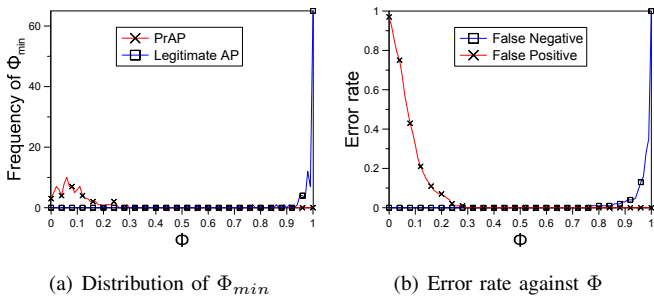 Frequency of Φmin
60
40
20
0
0 0.1 0.2 0.3 0.4 0.5 0.6 0.7 0.8 0.9 1
Φ
PrAP
Legitimate AP
(a) Distribution of Φmin
Error rate
1
0.8
0.6
0.4
0.2
0
0 0.1 0.2 0.3 0.4 0.5 0.6 0.7 0.8 0.9 1
Φ
False Negative
False Positive
(b) Error rate against Φ